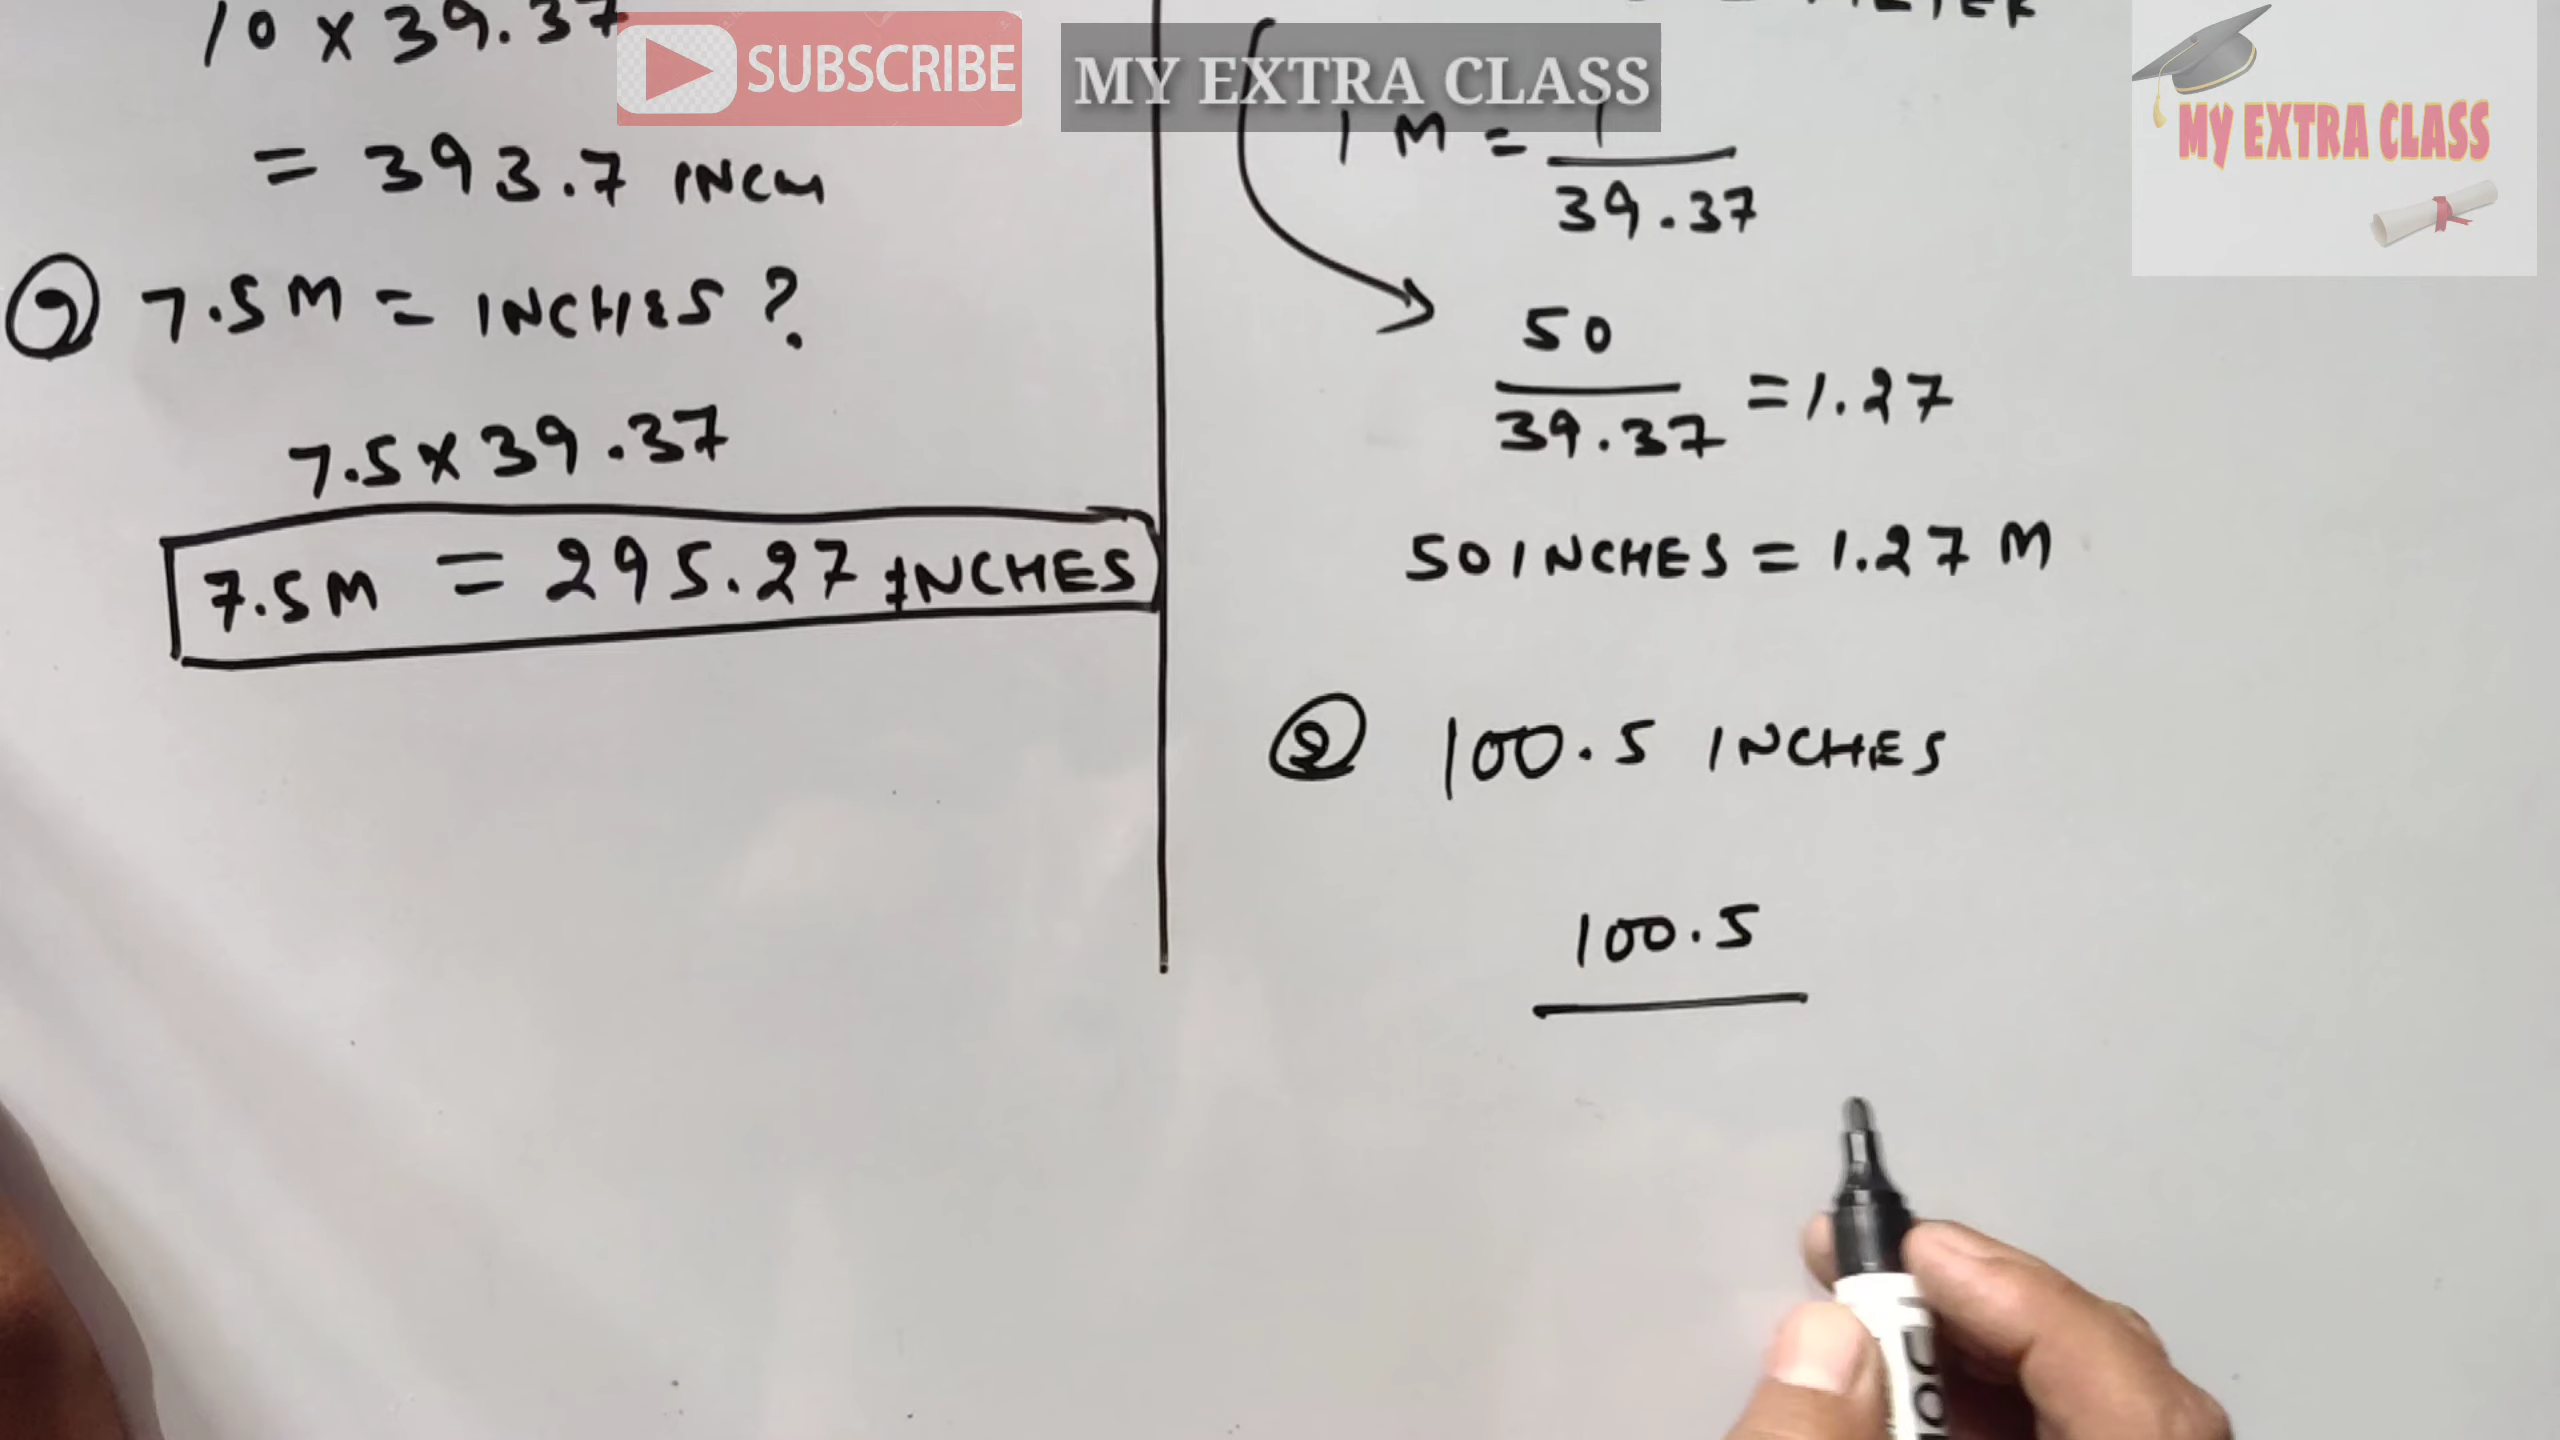 10 x 39.37
= 393.7 INCH
2 7.5 M = INCHES ?
7.5 x 39.37
7.5 M = 295.27 INCHES
SUBSCRIBE
MY EXTRA CLASS
1 M = 1
39.37
50
39.37 = 1.27
50 INCHES = 1.27 M
2 100.5 INCHES
100.5
MY EXTRA CLASS